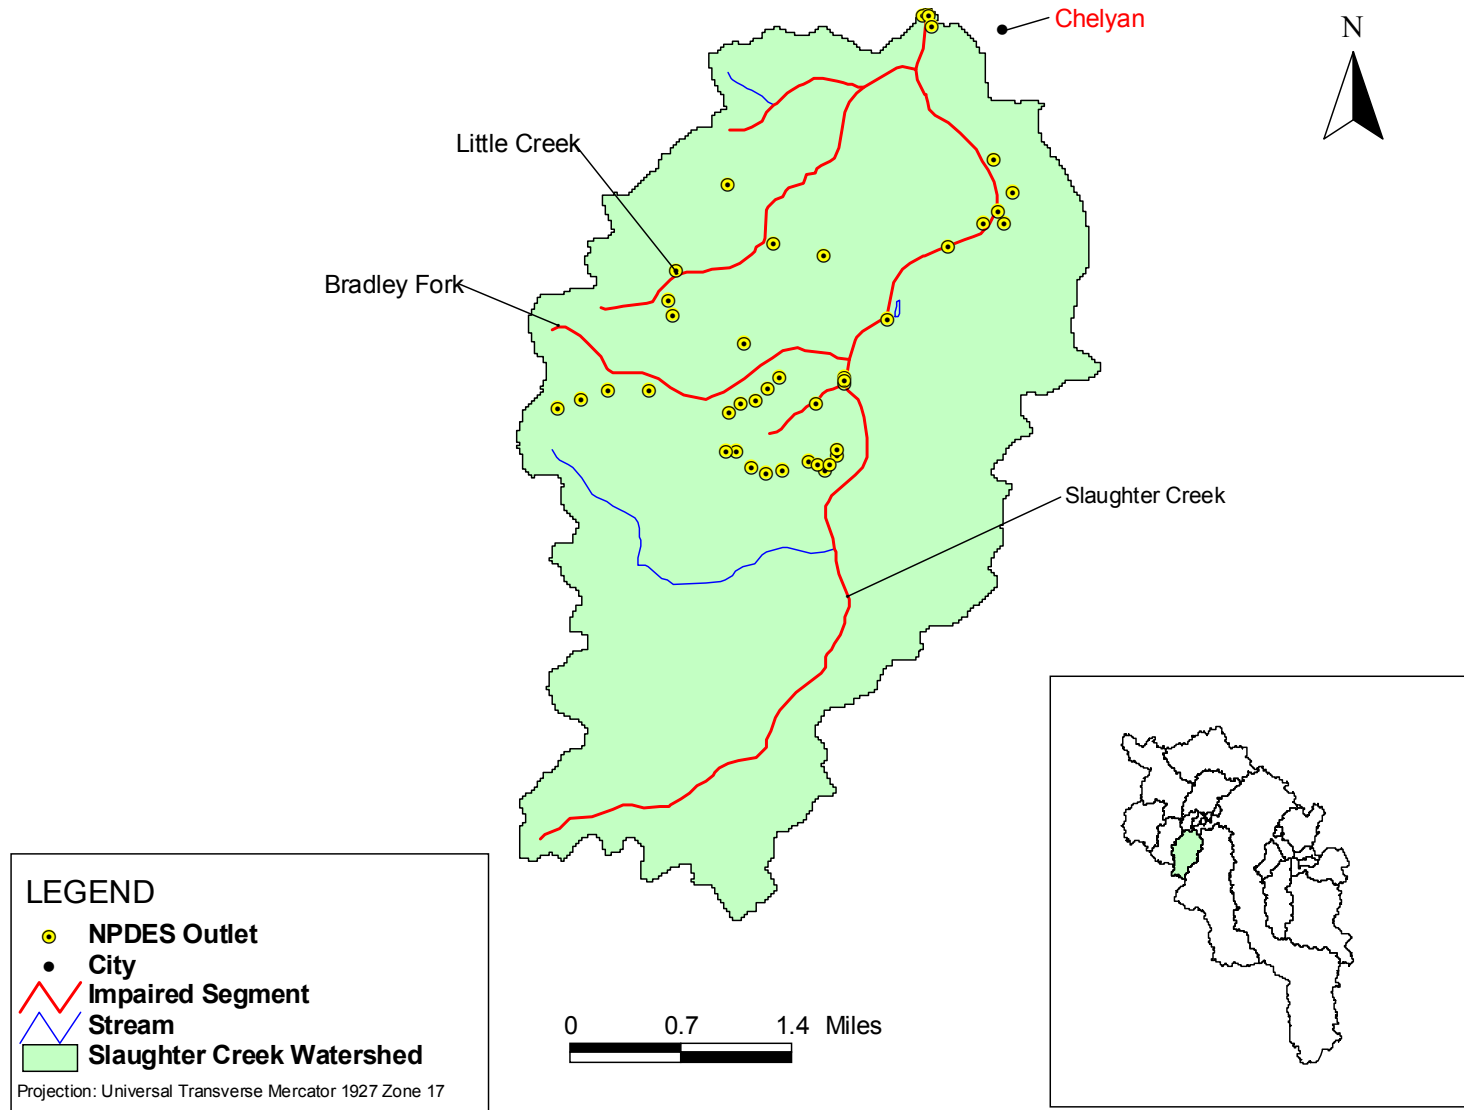 Chelyan
N
Little Creek
Bradley Fork
Slaughter Creek
LEGEND
NPDES Outlet
City
Impaired Segment
Stream
Slaughter Creek Watershed
Projection: Universal Transverse Mercator 1927 Zone 17
0 0.7 1.4 Miles